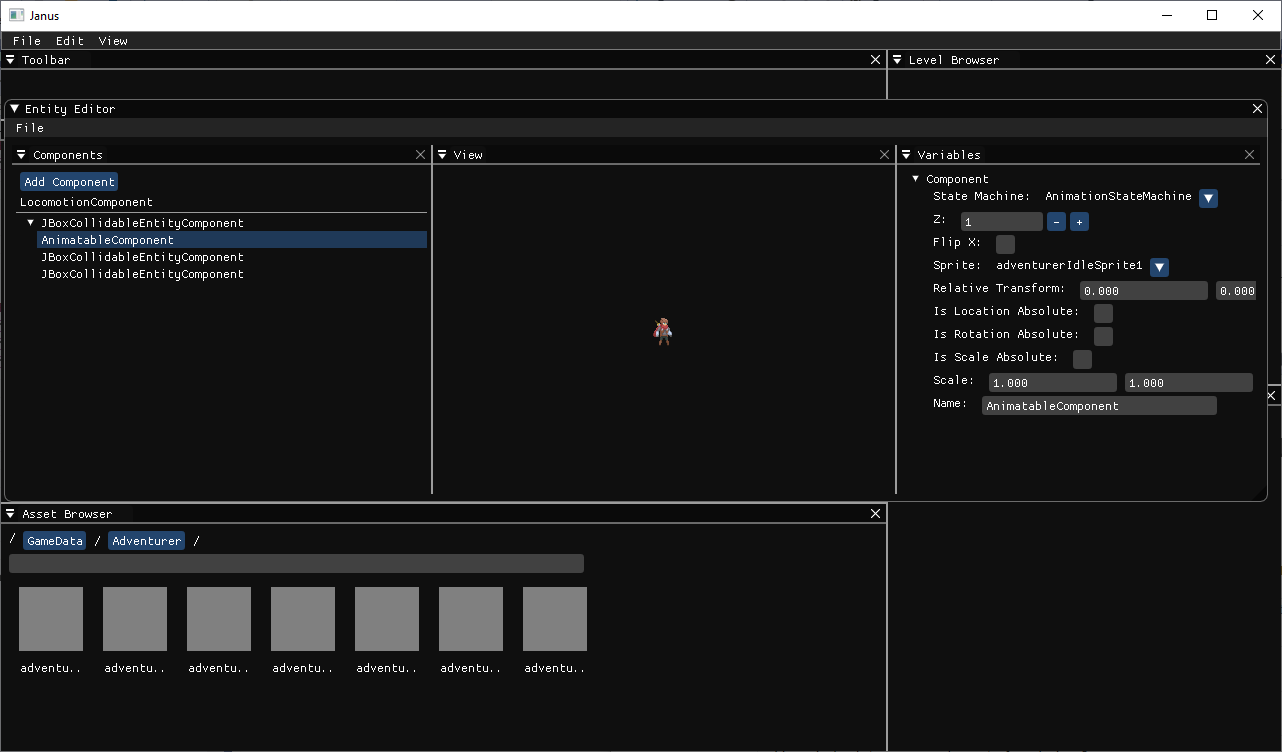 Janus
File Edit View
Toolbar
Level Browser
Entity Editor
File
Components
Add Component
LocomotionComponent
JBoxCollidableEntityComponent
AnimatableComponent
JBoxCollidableEntityComponent
JBoxCollidableEntityComponent
View
Variables
Component
State Machine: AnimationStateMachine
Z: 1 - +
Flip X:
Sprite: adventurerIdleSprite1
Relative Transform: 0.000 0.000
Is Location Absolute:
Is Rotation Absolute:
Is Scale Absolute:
Scale: 1.000 1.000
Name: AnimatableComponent
Asset Browser
/ GameData / Adventurer /
adventu.. adventu.. adventu.. adventu.. adventu.. adventu.. adventu..